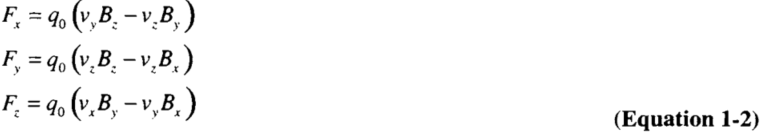 F_x = q_0 (v_y B_z − v_z B_y)
F_y = q_0 (v_z B_z − v_z B_x)
F_z = q_0 (v_x B_y − v_y B_x)
(Equation 1-2)